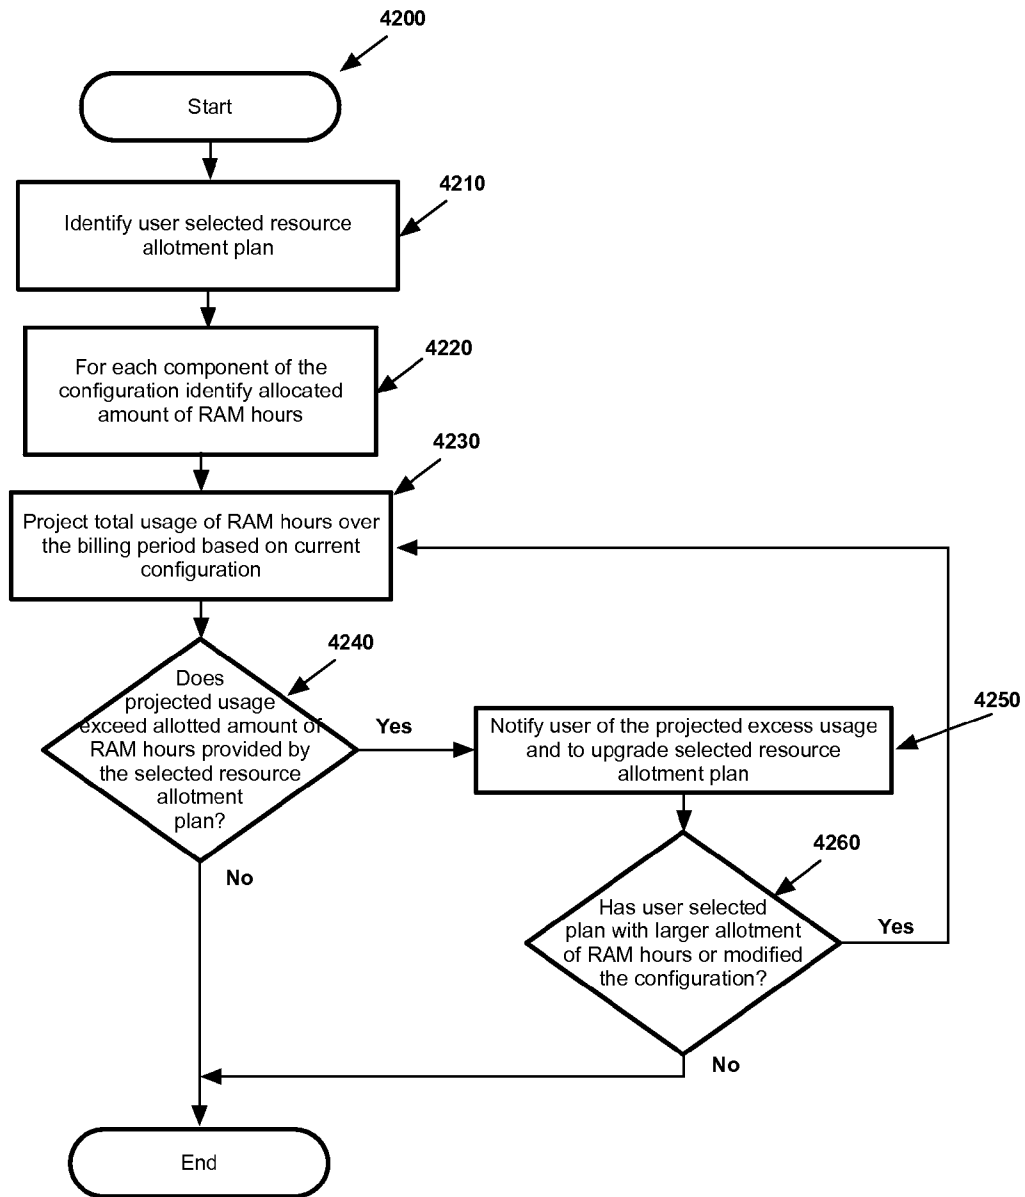 4200
Start
4210
Identify user selected resource
allotment plan
4220
For each component of the
configuration identify allocated
amount of RAM hours
4230
Project total usage of RAM hours over
the billing period based on current
configuration
4240
Does
projected usage
exceed allotted amount of
RAM hours provided by
the selected resource
allotment
plan?
Yes
4250
Notify user of the projected excess usage
and to upgrade selected resource
allotment plan
No
4260
Has user selected
plan with larger allotment
of RAM hours or modified
the configuration?
Yes
No
End